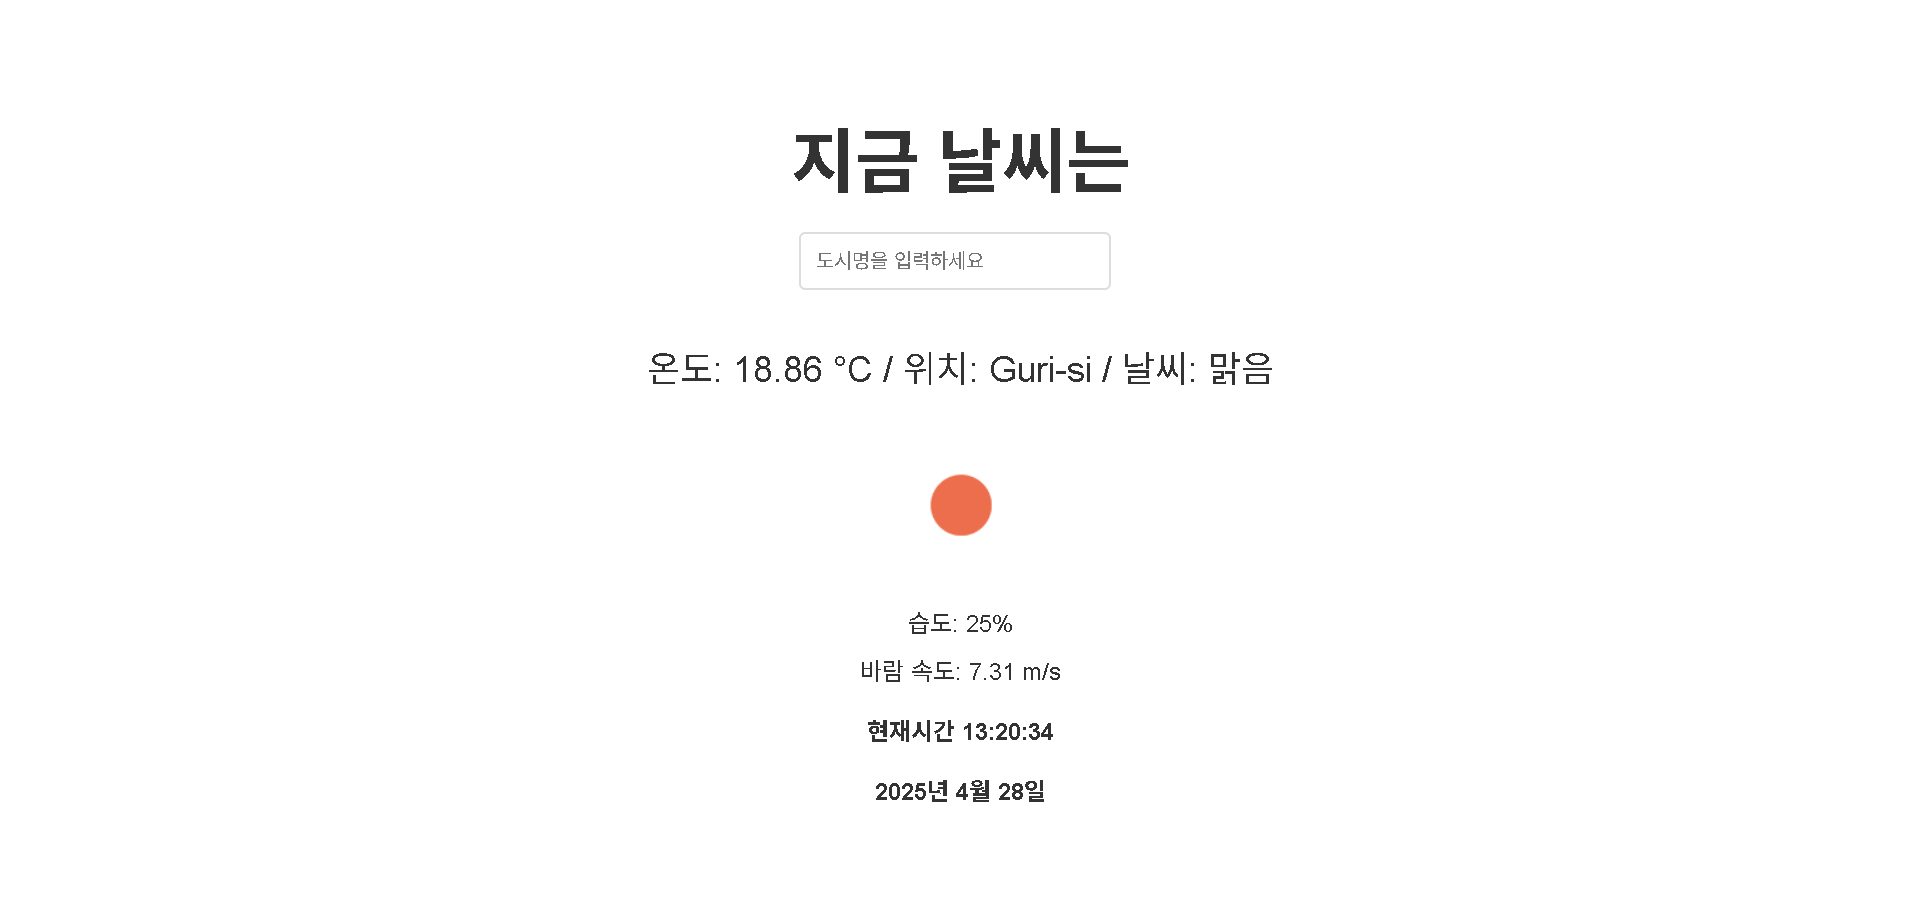 지금 날씨는
도시명을 입력하세요
온도: 18.86 °C / 위치: Guri-si / 날씨: 맑음
습도: 25%
바람 속도: 7.31 m/s
현재시간 13:20:34
2025년 4월 28일